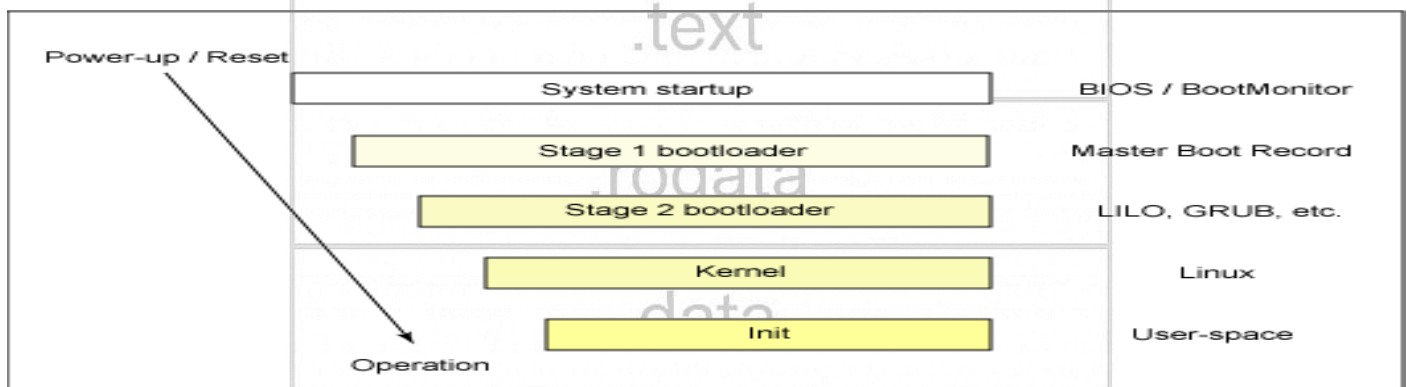 .text
Power-up / Reset
System startup
BIOS / BootMonitor
Stage 1 bootloader
Master Boot Record
.rodata
Stage 2 bootloader
LILO, GRUB, etc.
Kernel
Linux
.data
Init
User-space
Operation